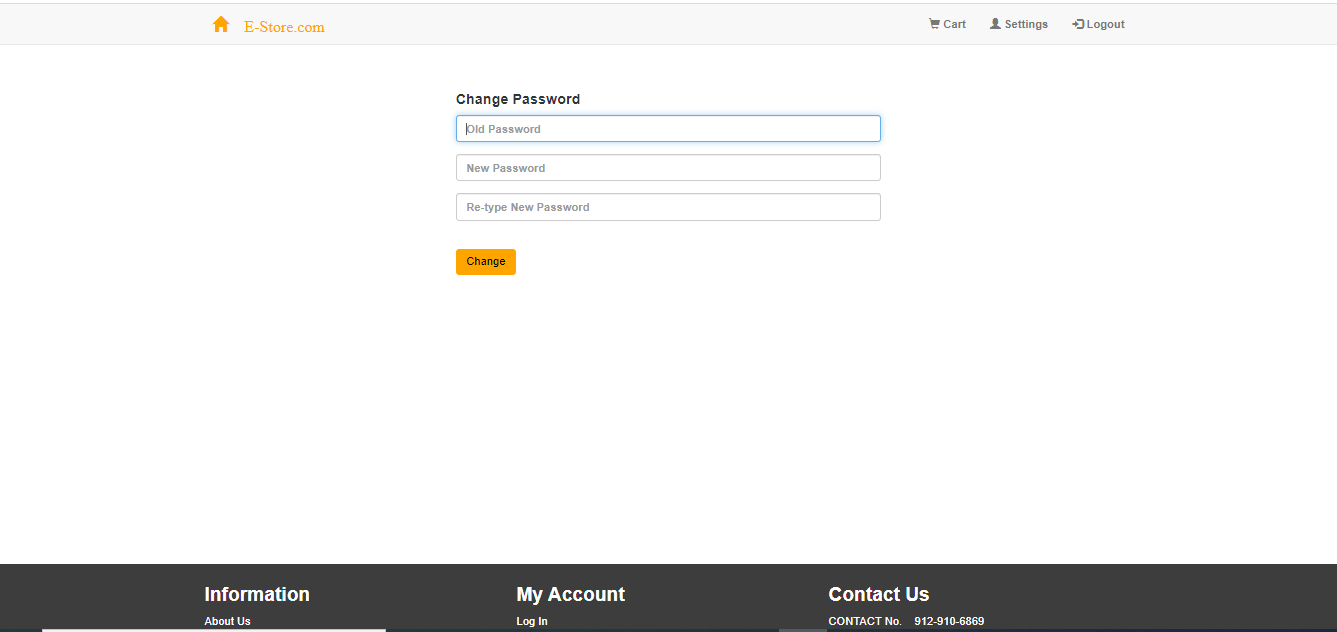 E-Store.com Cart Settings Logout
Change Password
Old Password
New Password
Re-type New Password
Change
Information My Account Contact Us
About Us Log In CONTACT No. 912-910-6869